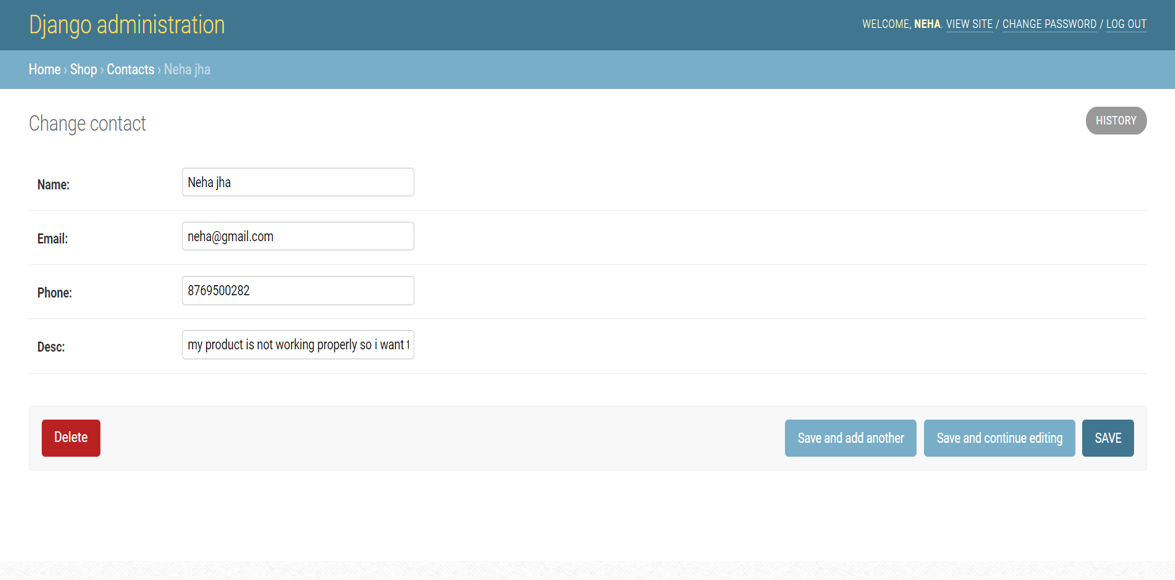 Django administration
WELCOME, NEHA. VIEW SITE / CHANGE PASSWORD / LOG OUT
Home › Shop › Contacts › Neha jha
Change contact
HISTORY
Name: Neha jha
Email: neha@gmail.com
Phone: 8769500282
Desc: my product is not working properly so i want
Delete
Save and add another
Save and continue editing
SAVE